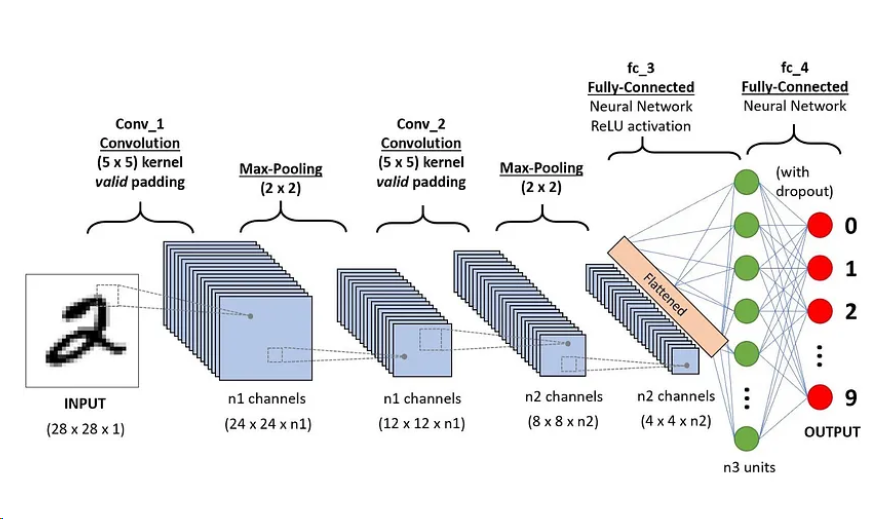 fc_3
Fully-Connected
Neural Network
ReLU activation
fc_4
Fully-Connected
Neural Network
Conv_1
Convolution
(5 x 5) kernel
valid padding
Max-Pooling
(2 x 2)
Conv_2
Convolution
(5 x 5) kernel
valid padding
Max-Pooling
(2 x 2)
(with
dropout)
0
1
2
9
Flattened
2
INPUT
(28 x 28 x 1)
n1 channels
(24 x 24 x n1)
n1 channels
(12 x 12 x n1)
n2 channels
(8 x 8 x n2)
n2 channels
(4 x 4 x n2)
OUTPUT
n3 units